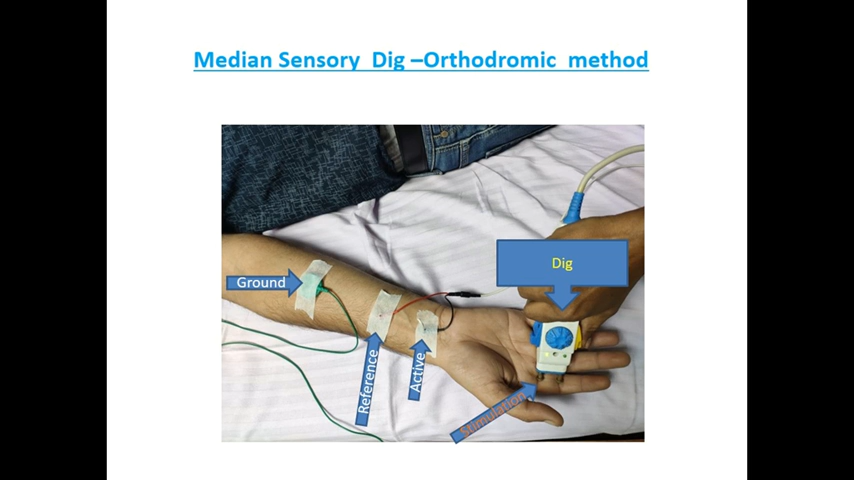 Median Sensory Dig –Orthodromic method
Dig
Ground
Reference
Active
Stimulation